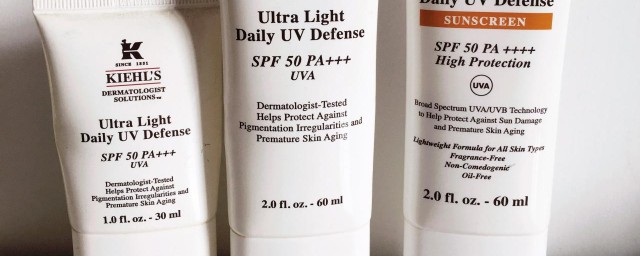 K
SINCE 1851
KIEHL'S
DERMATOLOGIST
SOLUTIONS™
Ultra Light
Daily UV Defense
SPF 50 PA+++
UVA
Dermatologist-Tested
Helps Protect Against
Pigmentation Irregularities and
Premature Skin Aging
1.0 fl. oz. - 30 ml
Ultra Light
Daily UV Defense
SPF 50 PA+++
UVA
Dermatologist-Tested
Helps Protect Against
Pigmentation Irregularities and
Premature Skin Aging
2.0 fl. oz. - 60 ml
Daily UV Defense
SUNSCREEN
SPF 50 PA ++++
High Protection
UVA
Broad Spectrum UVA/UVB Technology
to Help Protect Against Sun Damage
and Premature Skin Aging
Lightweight Formula for All Skin Types
Fragrance-Free
Non-Comedogenic
Oil-Free
2.0 fl. oz. - 60 ml